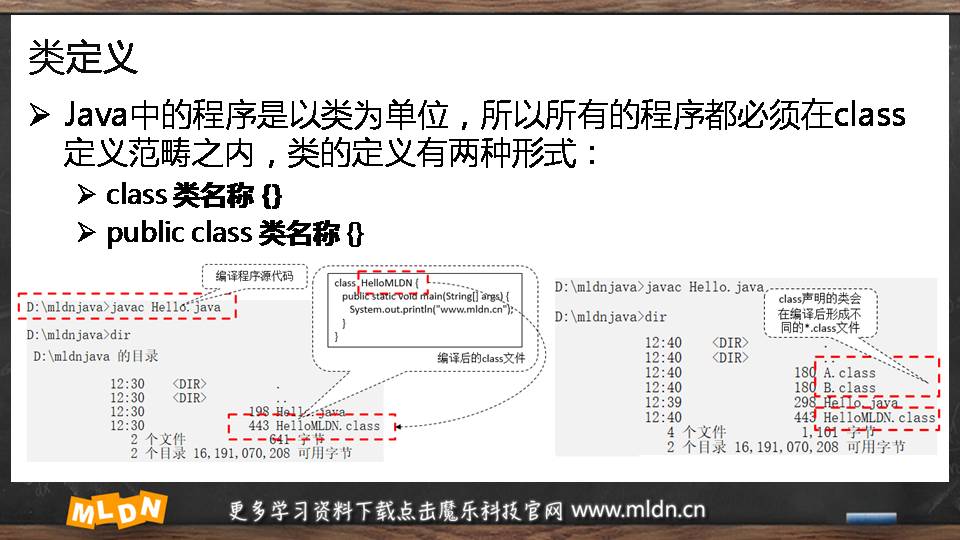 类定义
Java中的程序是以类为单位，所以所有的程序都必须在class
定义范畴之内，类的定义有两种形式：
class 类名称 {}
public class 类名称 {}
编译程序源代码
D:\mldnjava>javac Hello.java
D:\mldnjava>dir
D:\mldnjava 的目录
12:30 <DIR> .
12:30 <DIR> ..
12:30 198 Hello.java
12:30 443 HelloMLDN.class
2 个文件 641 字节
2 个目录 16,191,070,208 可用字节
class HelloMLDN {
public static void main(String[] args) {
System.out.println("www.mldn.cn");
}
}
编译后的class文件
D:\mldnjava>javac Hello.java
D:\mldnjava>dir
class声明的类会
在编译后形成不
同的*.class文件
12:40 <DIR> .
12:40 <DIR> ..
12:40 180 A.class
12:40 180 B.class
12:39 298 Hello.java
12:40 443 HelloMLDN.class
4 个文件 1,101 字节
2 个目录 16,191,070,208 可用字节
MLDN
更多学习资料下载点击魔乐科技官网 www.mldn.cn